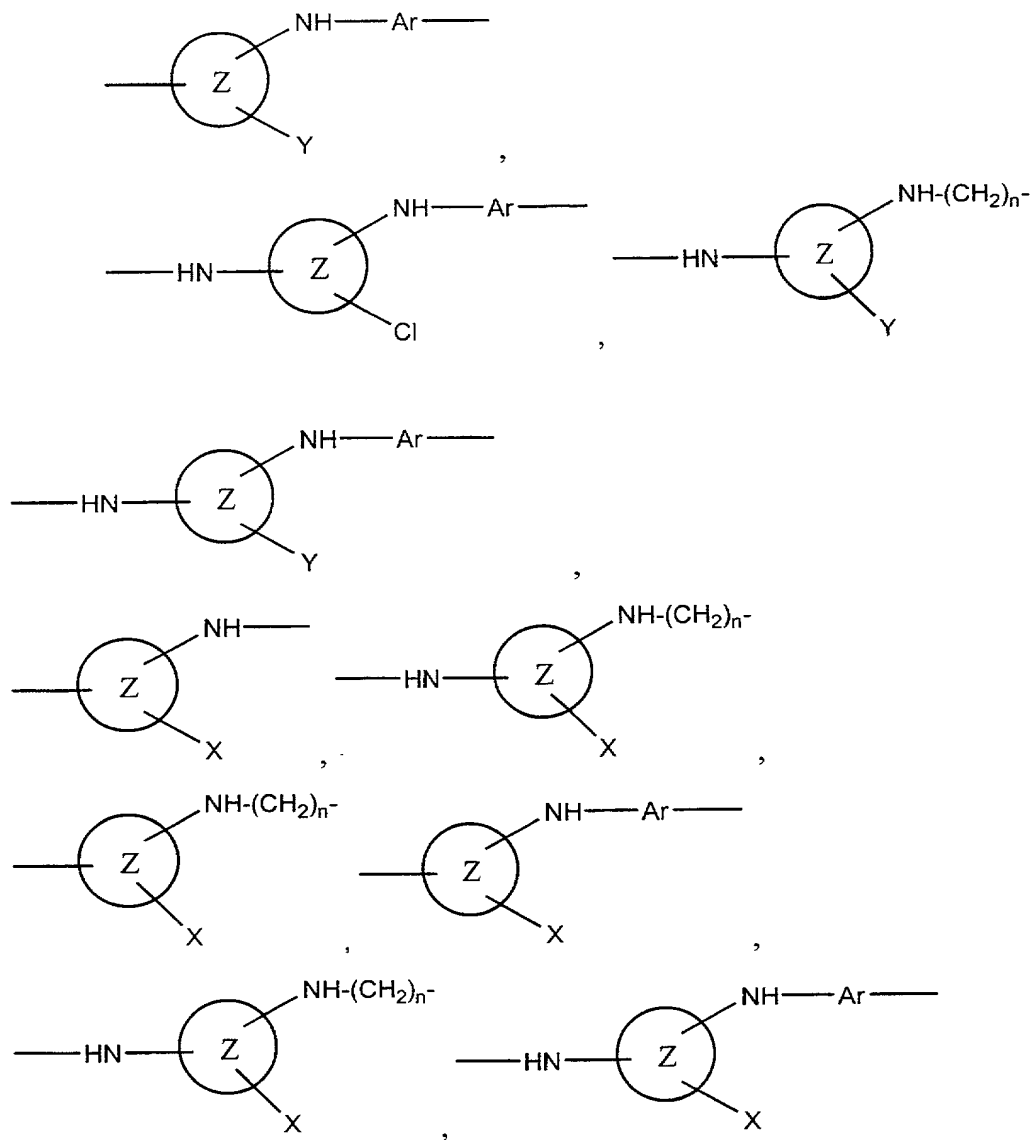 NH Ar
Z
Y ,
NH Ar NH-(CH2)n-
HN Z HN Z
Cl , Y
NH Ar
HN Z
Y ,
NH NH-(CH2)n-
Z HN Z
X , X ,
NH-(CH2)n- NH Ar
Z Z
X , X ,
NH-(CH2)n- NH Ar
HN Z HN Z
X , X